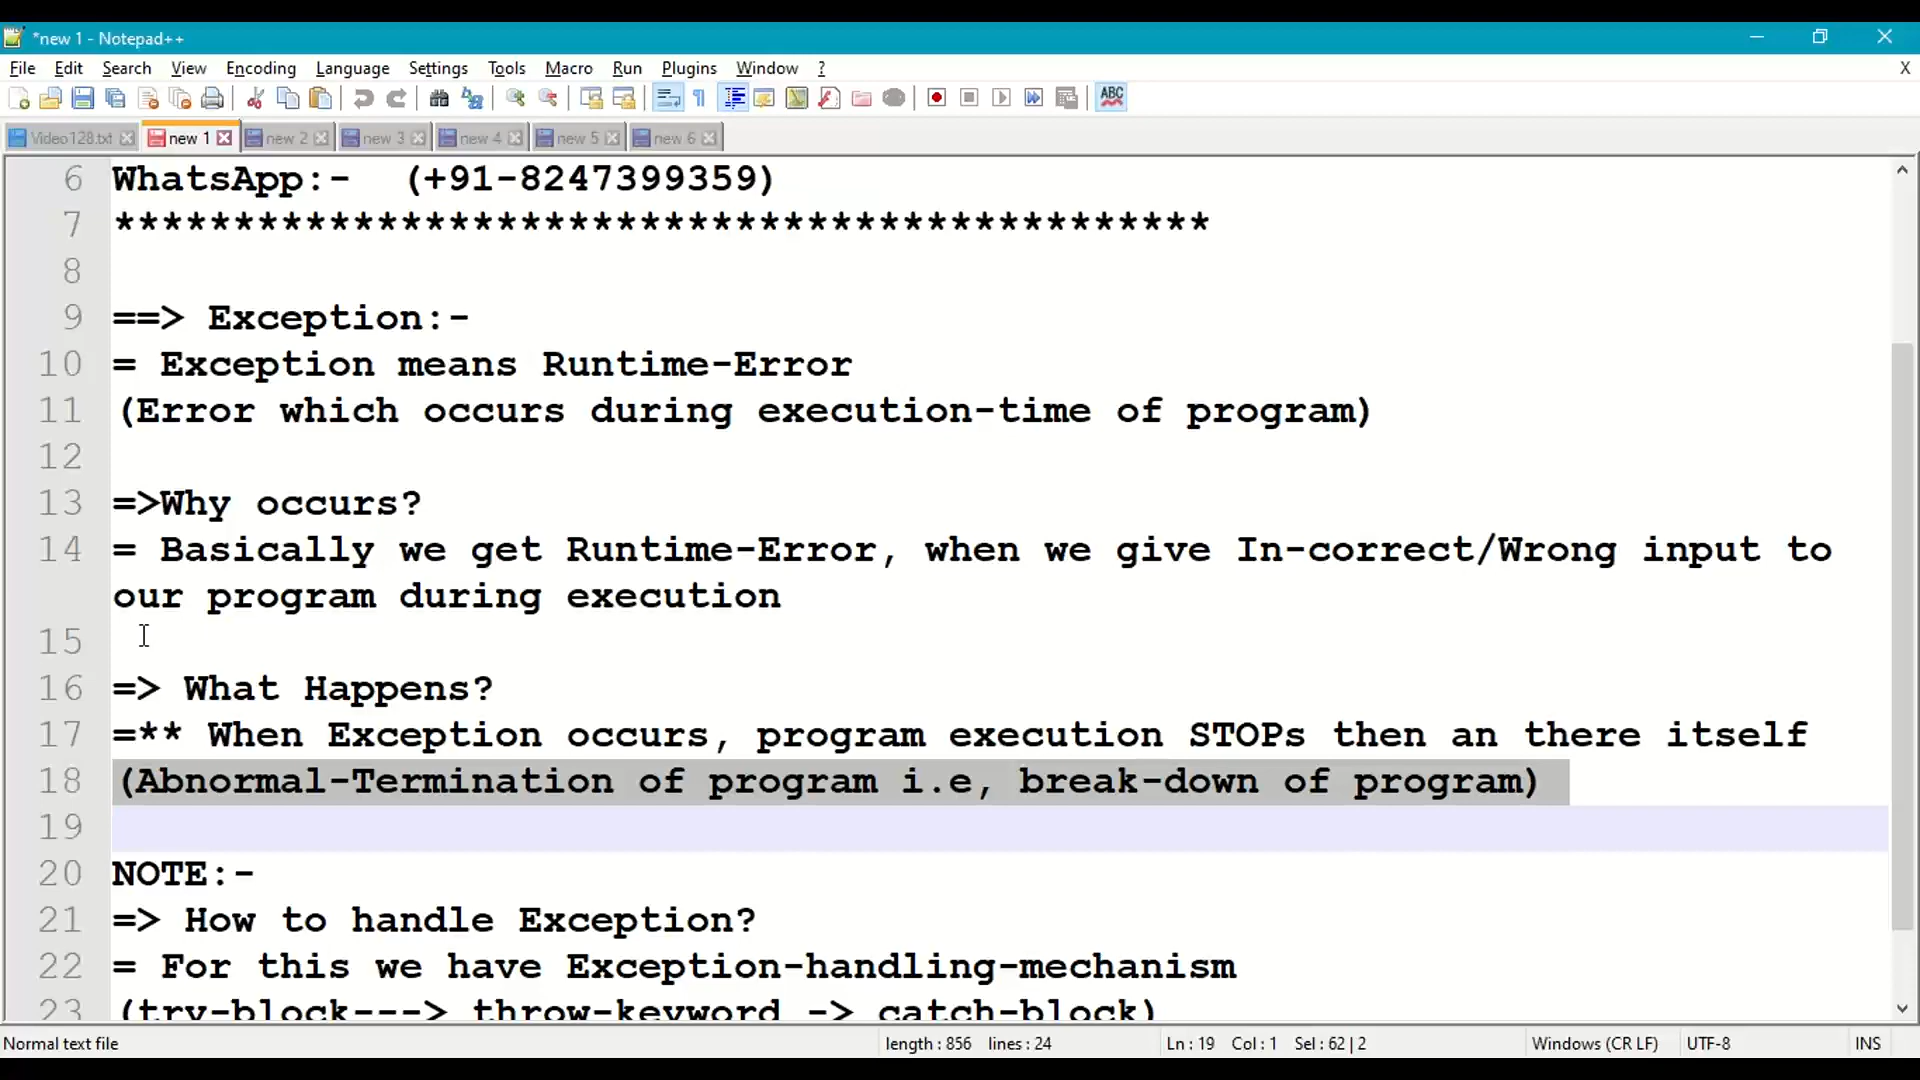 *new 1 - Notepad++
File Edit Search View Encoding Language Settings Tools Macro Run Plugins Window ? X
ABC
Video128.txt new 1 new 2 new 3 new 4 new 5 new 6
6 WhatsApp:- (+91-8247399359)
7 **********************************************
8
9 ==> Exception:-
10 = Exception means Runtime-Error
11 (Error which occurs during execution-time of program)
12
13 =>Why occurs?
14 = Basically we get Runtime-Error, when we give In-correct/Wrong input to
our program during execution
15
16 => What Happens?
17 =** When Exception occurs, program execution STOPs then an there itself
18 (Abnormal-Termination of program i.e, break-down of program)
19
20 NOTE:-
21 => How to handle Exception?
22 = For this we have Exception-handling-mechanism
23 (try-block---> throw-keyword -> catch-block)
Normal text file length : 856 lines : 24 Ln : 19 Col : 1 Sel : 62 | 2 Windows (CR LF) UTF-8 INS